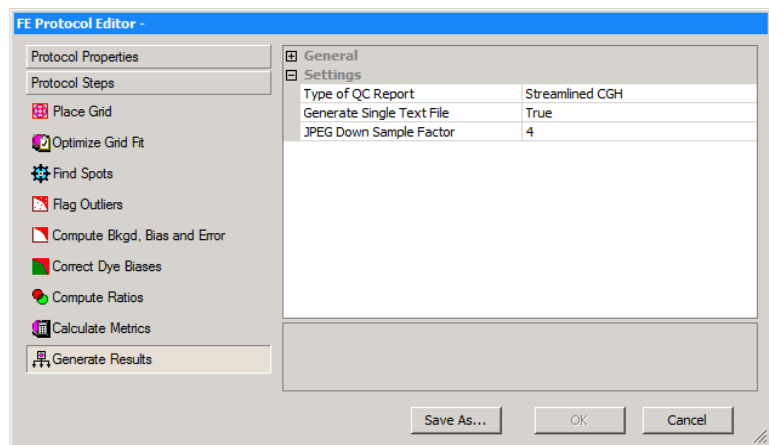 FE Protocol Editor -
Protocol Properties
Protocol Steps
Place Grid
Optimize Grid Fit
Find Spots
Flag Outliers
Compute Bkgd, Bias and Error
Correct Dye Biases
Compute Ratios
Calculate Metrics
Generate Results
General
Settings
Type of QC Report Streamlined CGH
Generate Single Text File True
JPEG Down Sample Factor 4
Save As... OK Cancel